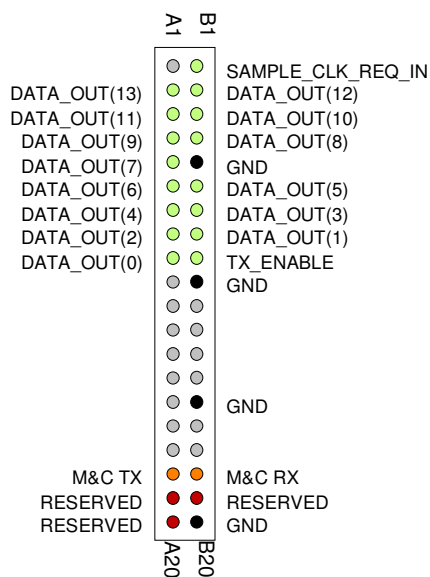 A1 B1
SAMPLE_CLK_REQ_IN
DATA_OUT(13) DATA_OUT(12)
DATA_OUT(11) DATA_OUT(10)
DATA_OUT(9) DATA_OUT(8)
DATA_OUT(7) GND
DATA_OUT(6) DATA_OUT(5)
DATA_OUT(4) DATA_OUT(3)
DATA_OUT(2) DATA_OUT(1)
DATA_OUT(0) TX_ENABLE
GND
GND
M&C TX M&C RX
RESERVED RESERVED
RESERVED GND
A20 B20